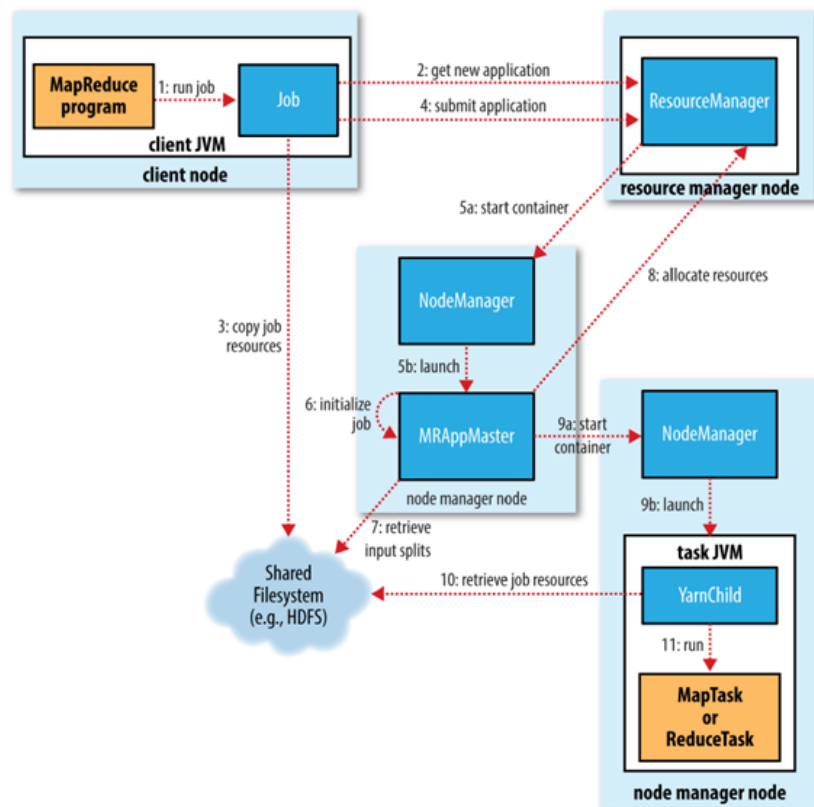 MapReduce
program
1: run job
Job
client JVM
client node
2: get new application
4: submit application
ResourceManager
resource manager node
5a: start container
8: allocate resources
3: copy job
resources
NodeManager
5b: launch
6: initialize
job
MRAppMaster
node manager node
9a: start
container
NodeManager
9b: launch
7: retrieve
input splits
Shared
Filesystem
(e.g., HDFS)
10: retrieve job resources
task JVM
YarnChild
11: run
MapTask
or
ReduceTask
node manager node